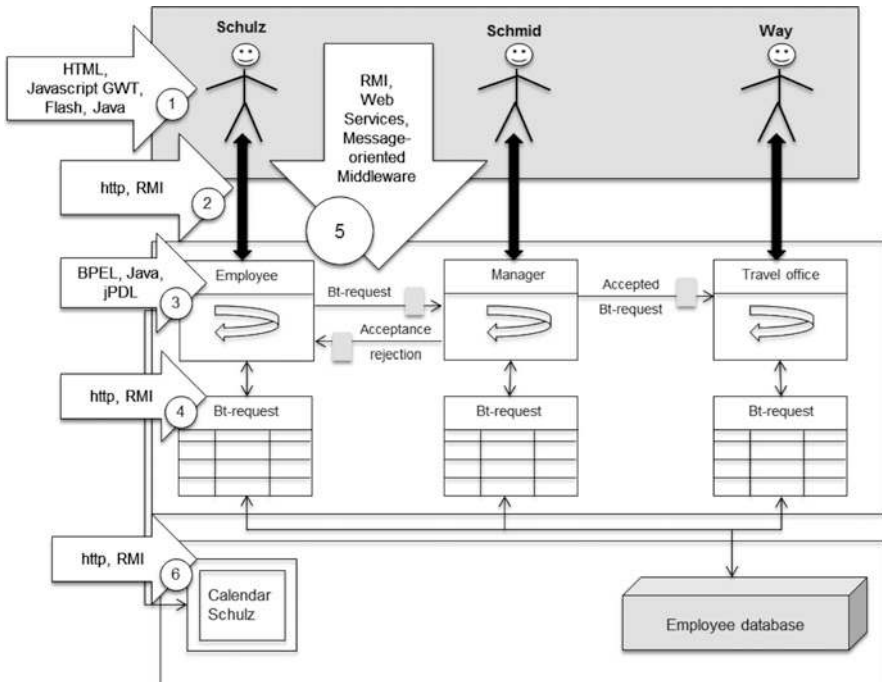 Schulz
Schmid
Way
HTML,
Javascript GWT,
Flash, Java
1
RMI,
Web
Services,
Message-
oriented
Middleware
http, RMI
2
5
BPEL, Java,
jPDL
3
Employee
Manager
Travel office
Bt-request
Accepted
Bt-request
Acceptance
rejection
http, RMI
4
Bt-request
Bt-request
Bt-request
http, RMI
6
Calendar
Schulz
Employee database